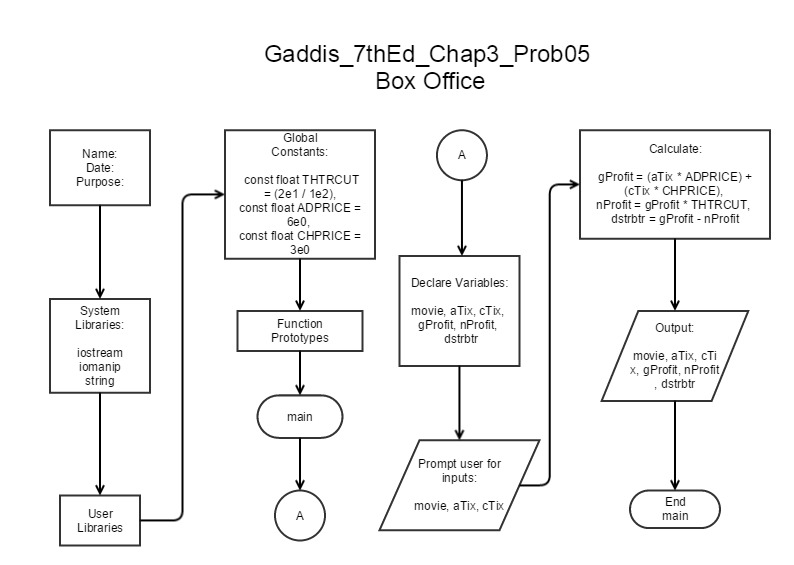 Gaddis_7thEd_Chap3_Prob05
Box Office
Name:
Date:
Purpose:
System
Libraries:
iostream
iomanip
string
User
Libraries
Global
Constants:
const float THTRCUT
= (2e1 / 1e2),
const float ADPRICE =
6e0,
const float CHPRICE =
3e0
Function
Prototypes
main
A
A
Declare Variables:
movie, aTix, cTix,
gProfit, nProfit,
dstrbtr
Prompt user for
inputs:
movie, aTix, cTix
Calculate:
gProfit = (aTix * ADPRICE) +
(cTix * CHPRICE),
nProfit = gProfit * THTRCUT,
dstrbtr = gProfit - nProfit
Output:
movie, aTix, cTi
x, gProfit, nProfit
, dstrbtr
End
main